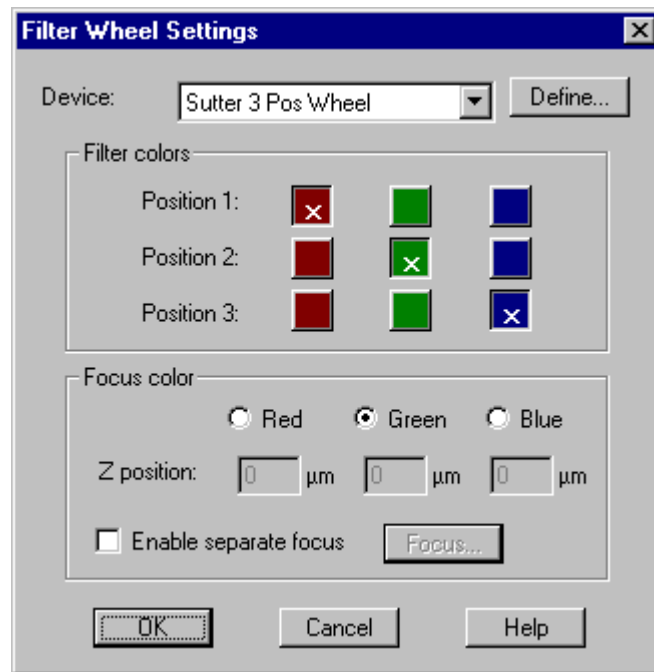 Filter Wheel Settings
Device: Sutter 3 Pos Wheel Define...
Filter colors
Position 1:
Position 2:
Position 3:
Focus color
Red Green Blue
Z position: 0 µm 0 µm 0 µm
Enable separate focus Focus...
OK Cancel Help